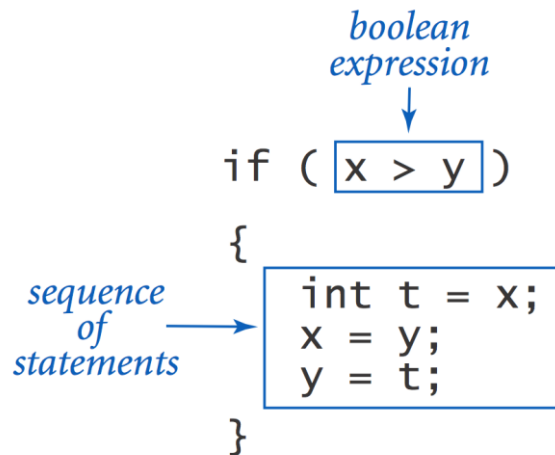 boolean
expression
if ( x > y )
{
sequence
of
statements
int t = x;
x = y;
y = t;
}